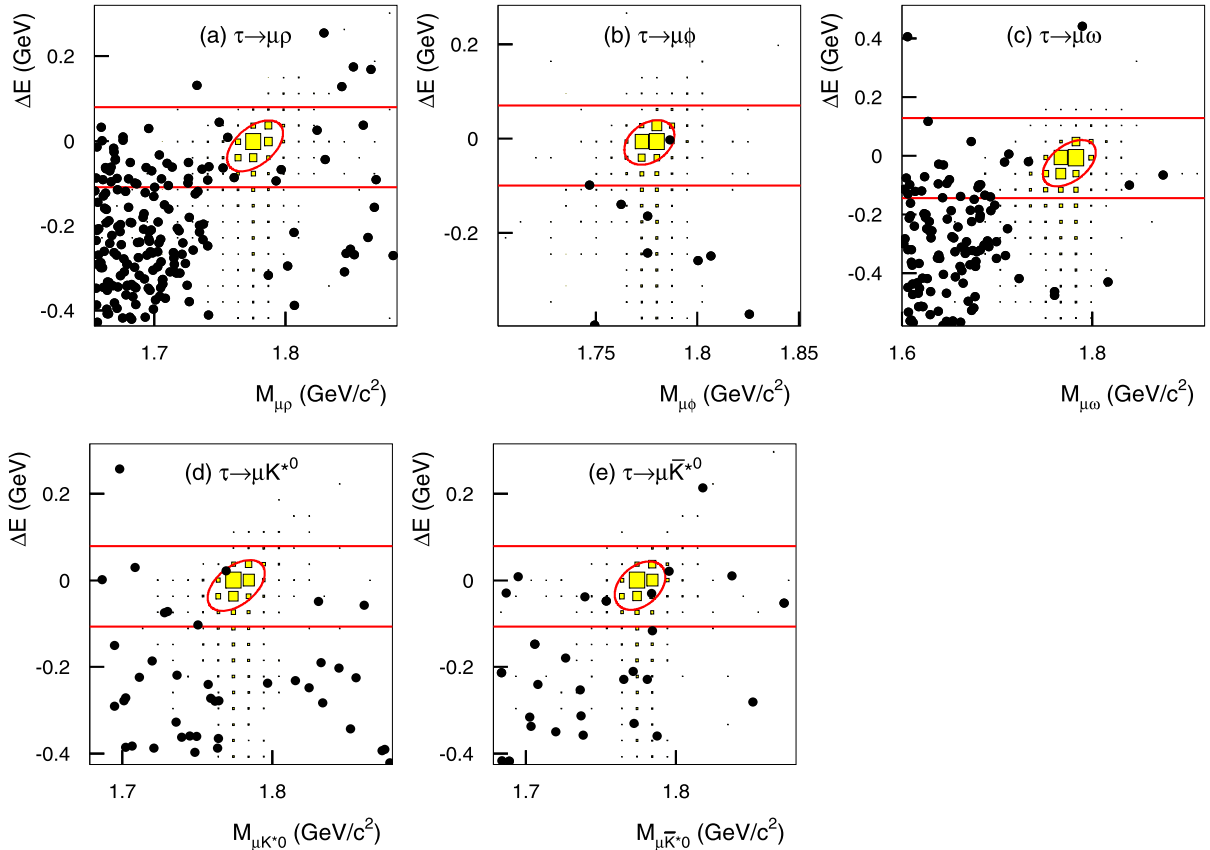 (a) τ→μρ
ΔE (GeV)
0.2
0
-0.2
-0.4
1.7
1.8
M_μρ (GeV/c²)
(b) τ→μϕ
ΔE (GeV)
0.2
0
-0.2
1.75
1.8
1.85
M_μϕ (GeV/c²)
(c) τ→μω
ΔE (GeV)
0.4
0.2
0
-0.2
-0.4
1.6
1.8
M_μω (GeV/c²)
(d) τ→μK*⁰
ΔE (GeV)
0.2
0
-0.2
-0.4
1.7
1.8
M_μK*0 (GeV/c²)
(e) τ→μK̅*⁰
ΔE (GeV)
0.2
0
-0.2
-0.4
1.7
1.8
M_μK̅*0 (GeV/c²)